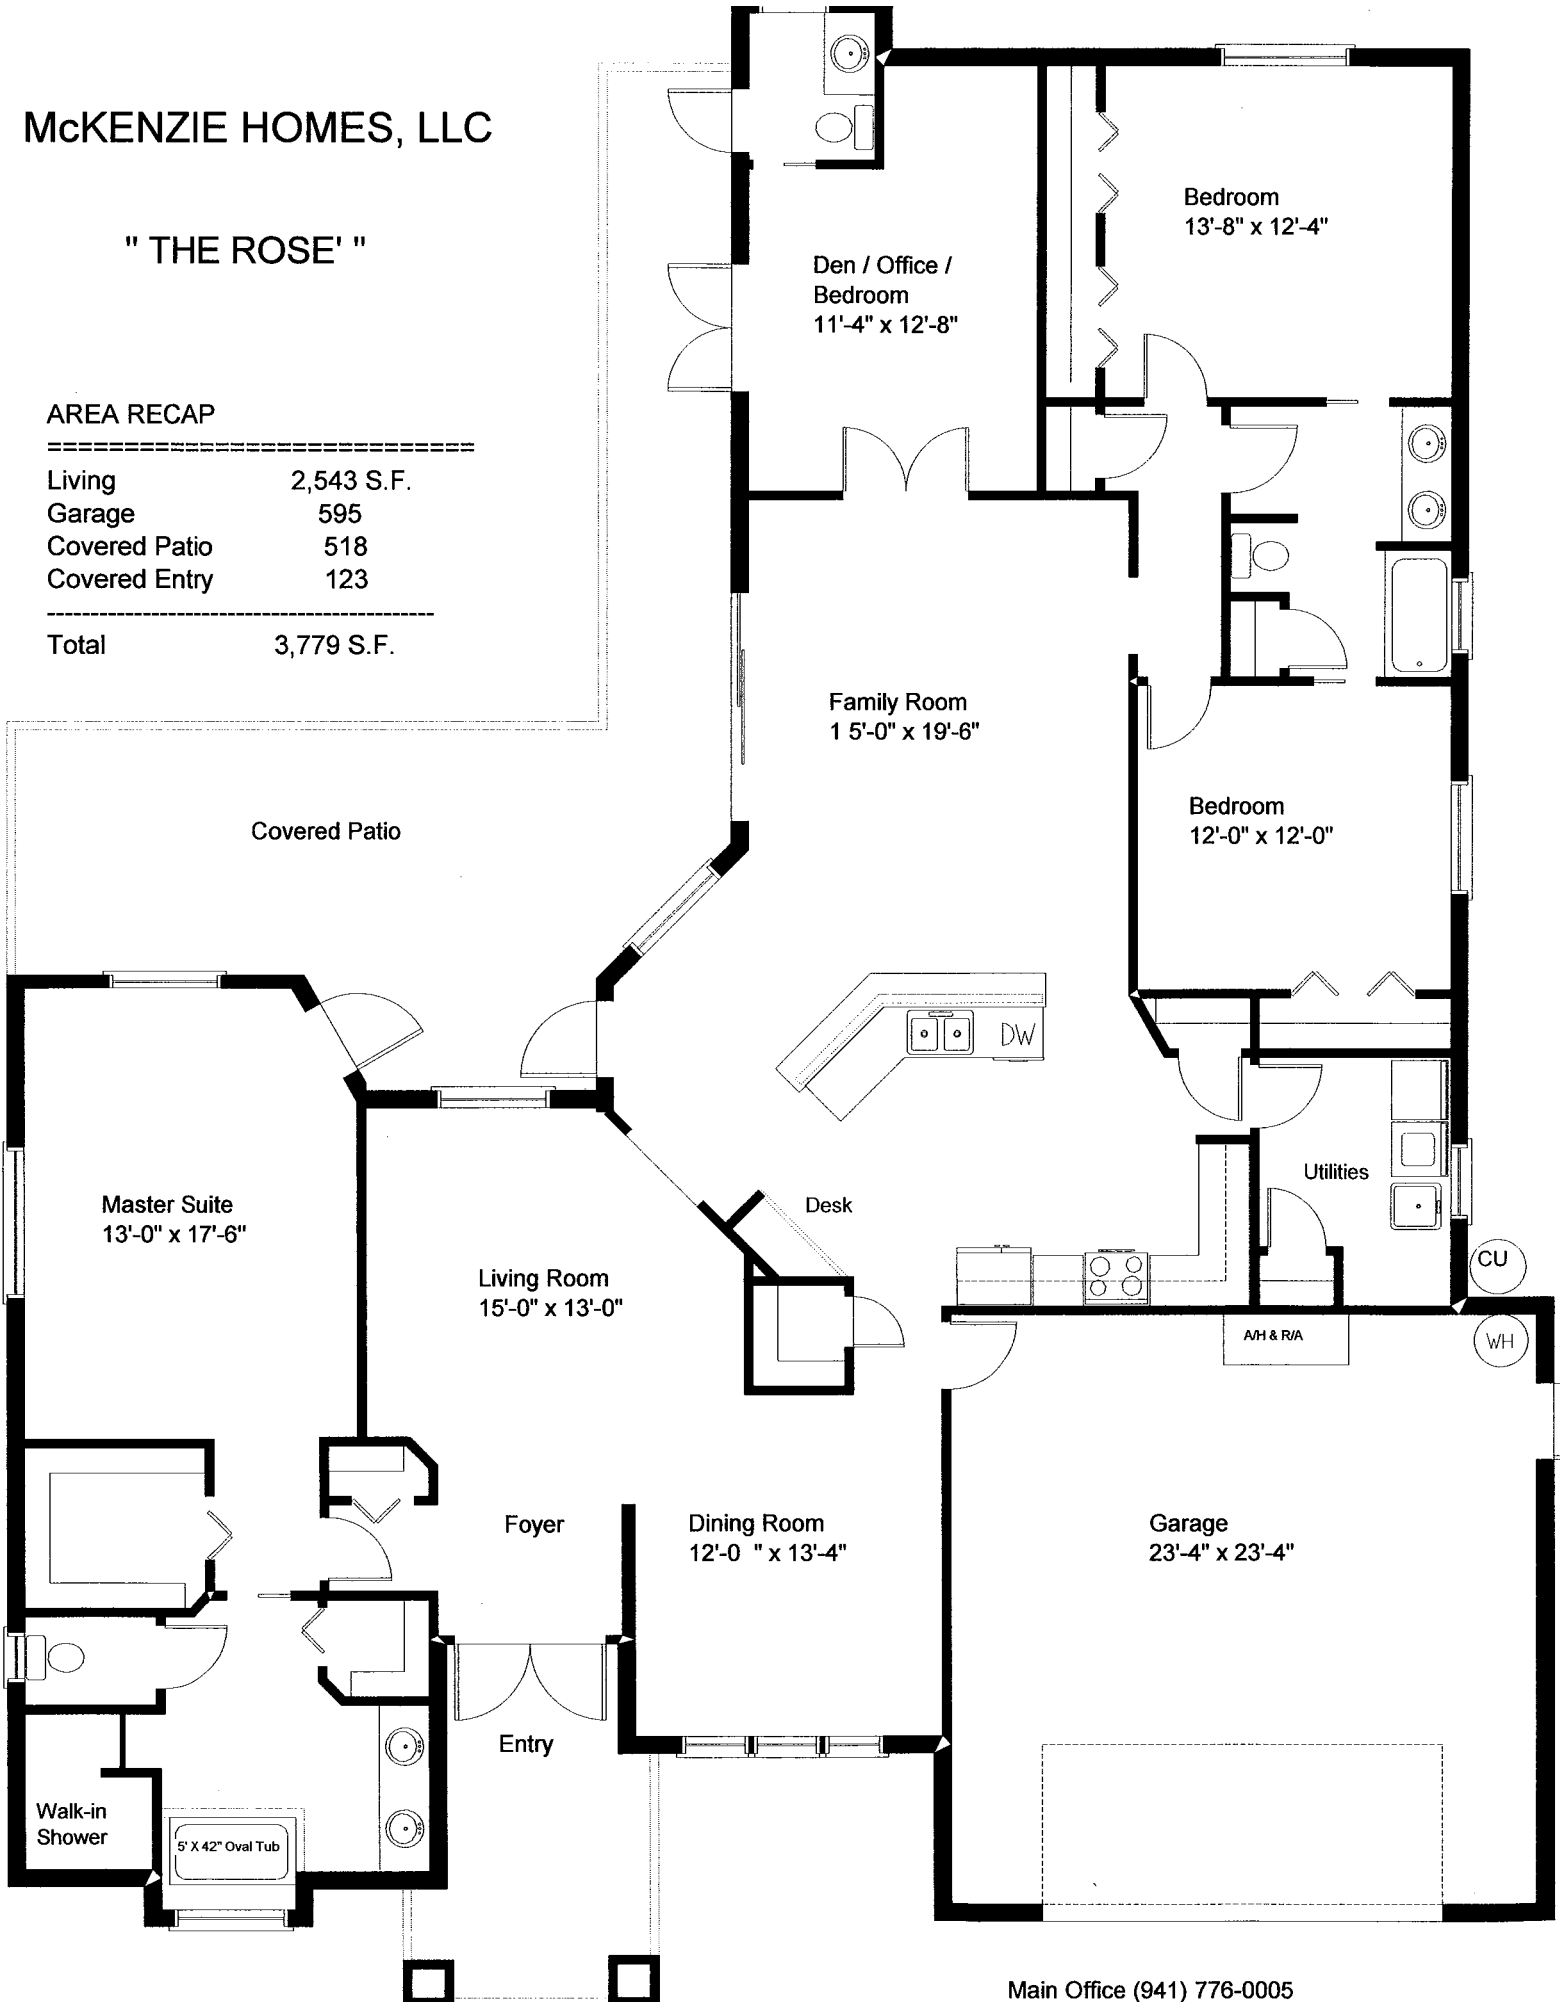 McKENZIE HOMES, LLC
" THE ROSE' "
AREA RECAP
==============================
Living 2,543 S.F.
Garage 595
Covered Patio 518
Covered Entry 123
----------------------------------------------
Total 3,779 S.F.
Bedroom
13'-8" x 12'-4"
Den / Office /
Bedroom
11'-4" x 12'-8"
Family Room
1 5'-0" x 19'-6"
Bedroom
12'-0" x 12'-0"
Covered Patio
DW
Master Suite
13'-0" x 17'-6"
Desk
Utilities
Living Room
15'-0" x 13'-0"
CU
A/H & R/A
WH
Foyer
Dining Room
12'-0 " x 13'-4"
Garage
23'-4" x 23'-4"
Entry
Walk-in
Shower
5' X 42" Oval Tub
Main Office (941) 776-0005